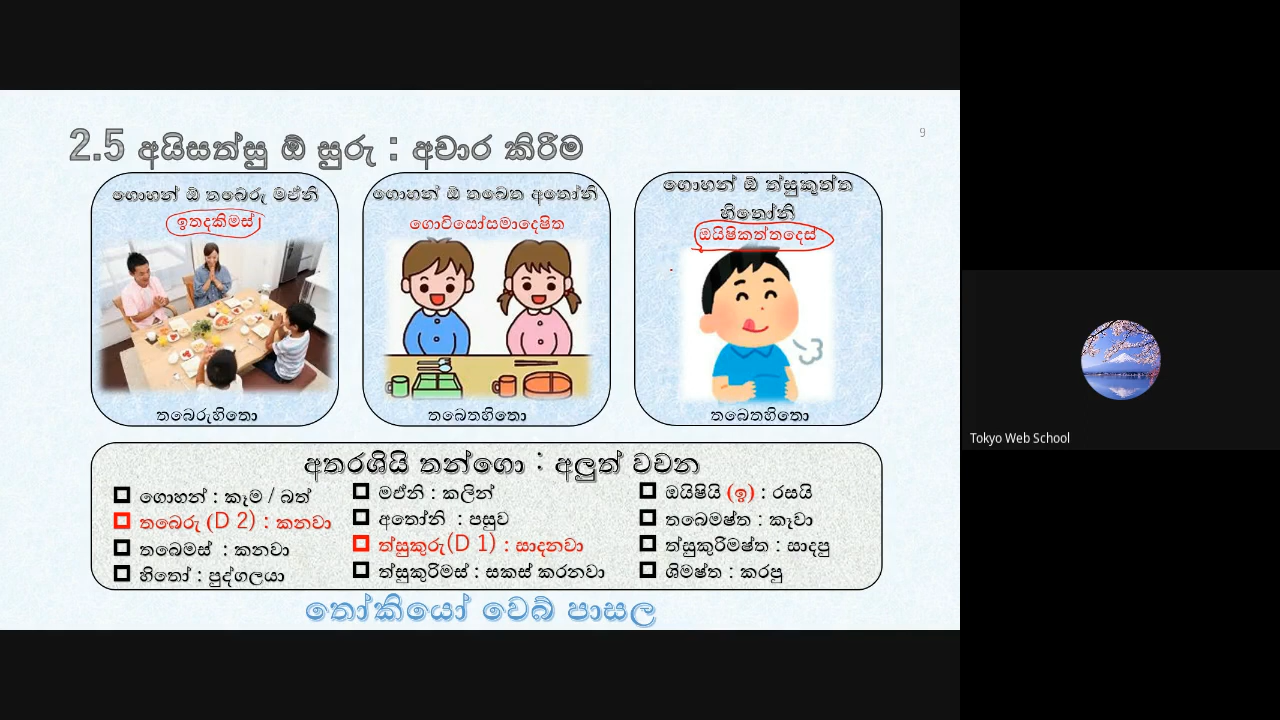 9
2.5 අයිසත්සු ඕ සුරු : අචාර කිරීම
ගොහන් ඕ තබෙරු මඒනි
ඉතදකිමස්
තබෙරුහිතො
ගොහන් ඕ තබෙත අතෝනි
ගොචිසෝසමාදෙෂිත
තබෙතහිතො
ගොහන් ඕ ත්සුකුත්ත
හිතෝනි
ඔයිෂිකත්තදෙස්
තබෙතහිතො
අතරශියි තන්ගො : අලුත් වචන
ගොහන් : කෑම / බත්
තබෙරු (D 2) : කනවා
තබෙමස් : කනවා
හිතෝ : පුද්ගලයා
මඒනි : කලින්
අතෝනි : පසුව
ත්සුකුරු(D 1) : සාදනවා
ත්සුකුරිමස් : සකස් කරනවා
ඔයිෂියි (ඉ) : රසයි
තබෙමෂ්ත : කෑවා
ත්සුකුරිමෂ්ත : සාදපු
ශිමෂ්ත : කරපු
තෝකියෝ වෙබ් පාසල
Tokyo Web School